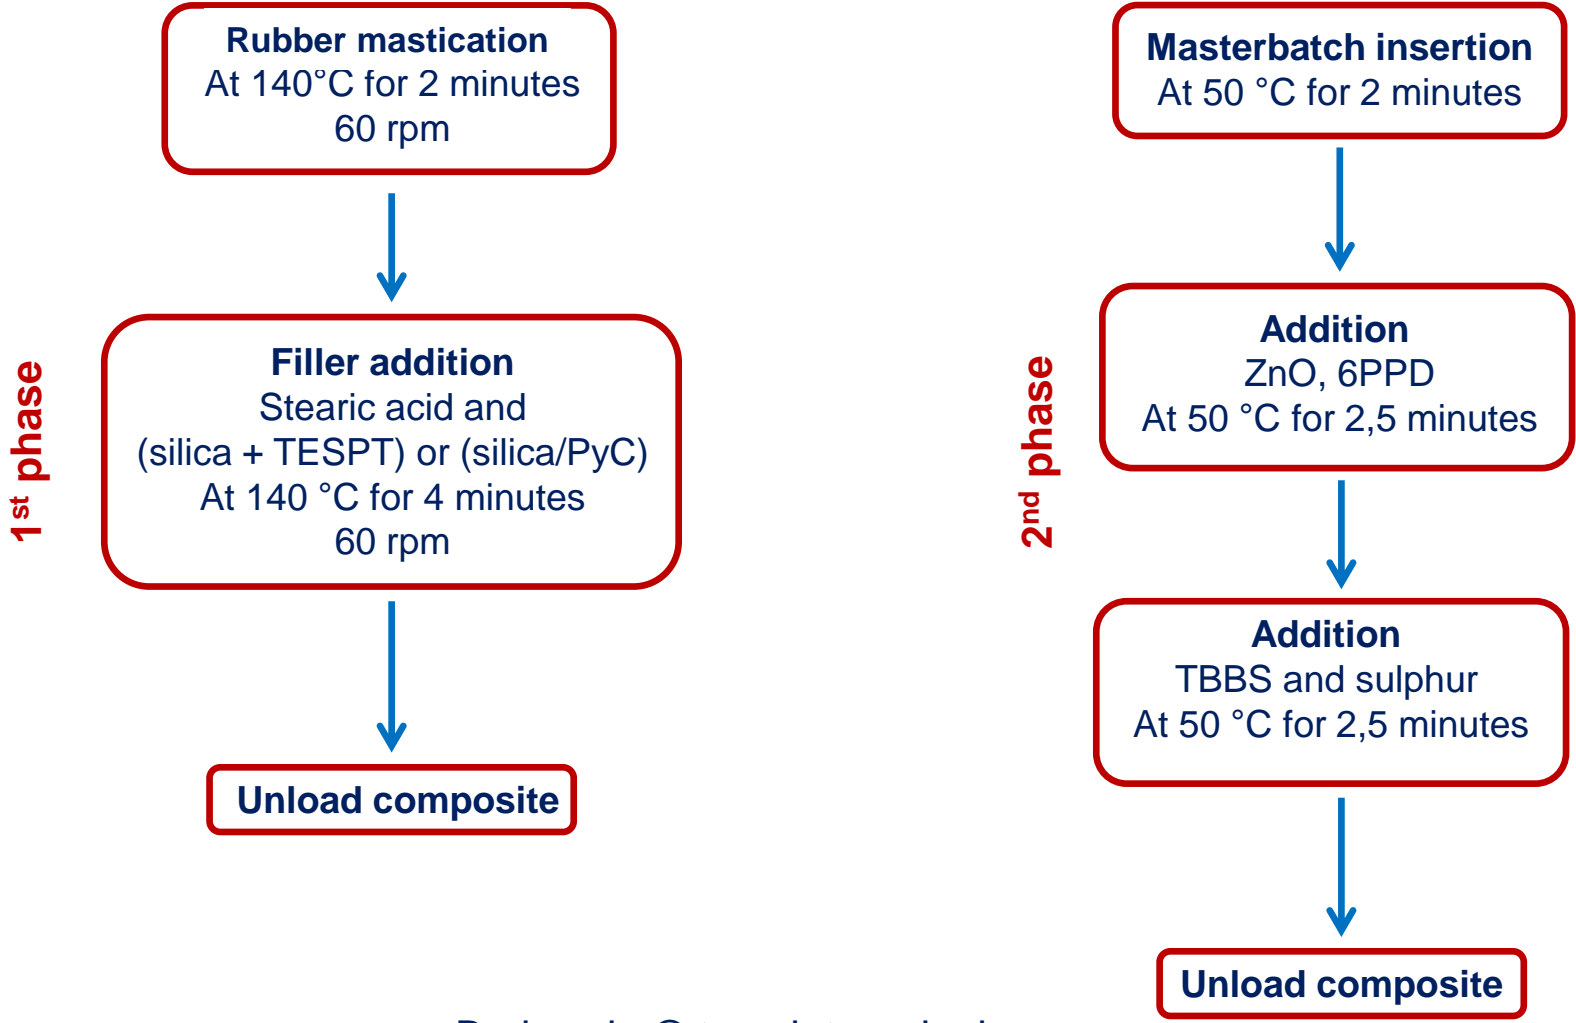 Rubber mastication
At 140°C for 2 minutes
60 rpm
1st phase
Filler addition
Stearic acid and
(silica + TESPT) or (silica/PyC)
At 140 °C for 4 minutes
60 rpm
Unload composite
Masterbatch insertion
At 50 °C for 2 minutes
2nd phase
Addition
ZnO, 6PPD
At 50 °C for 2,5 minutes
Addition
TBBS and sulphur
At 50 °C for 2,5 minutes
Unload composite